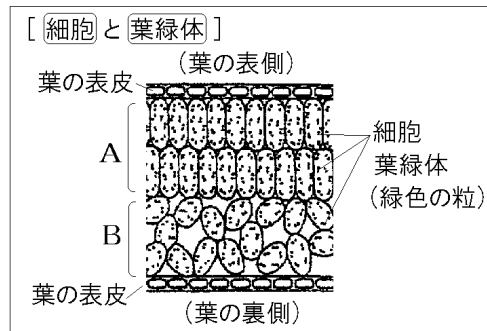 [ 細胞 と 葉緑体 ]
(葉の表側)
葉の表皮
A
細胞
葉緑体
(緑色の粒)
B
葉の表皮
(葉の裏側)